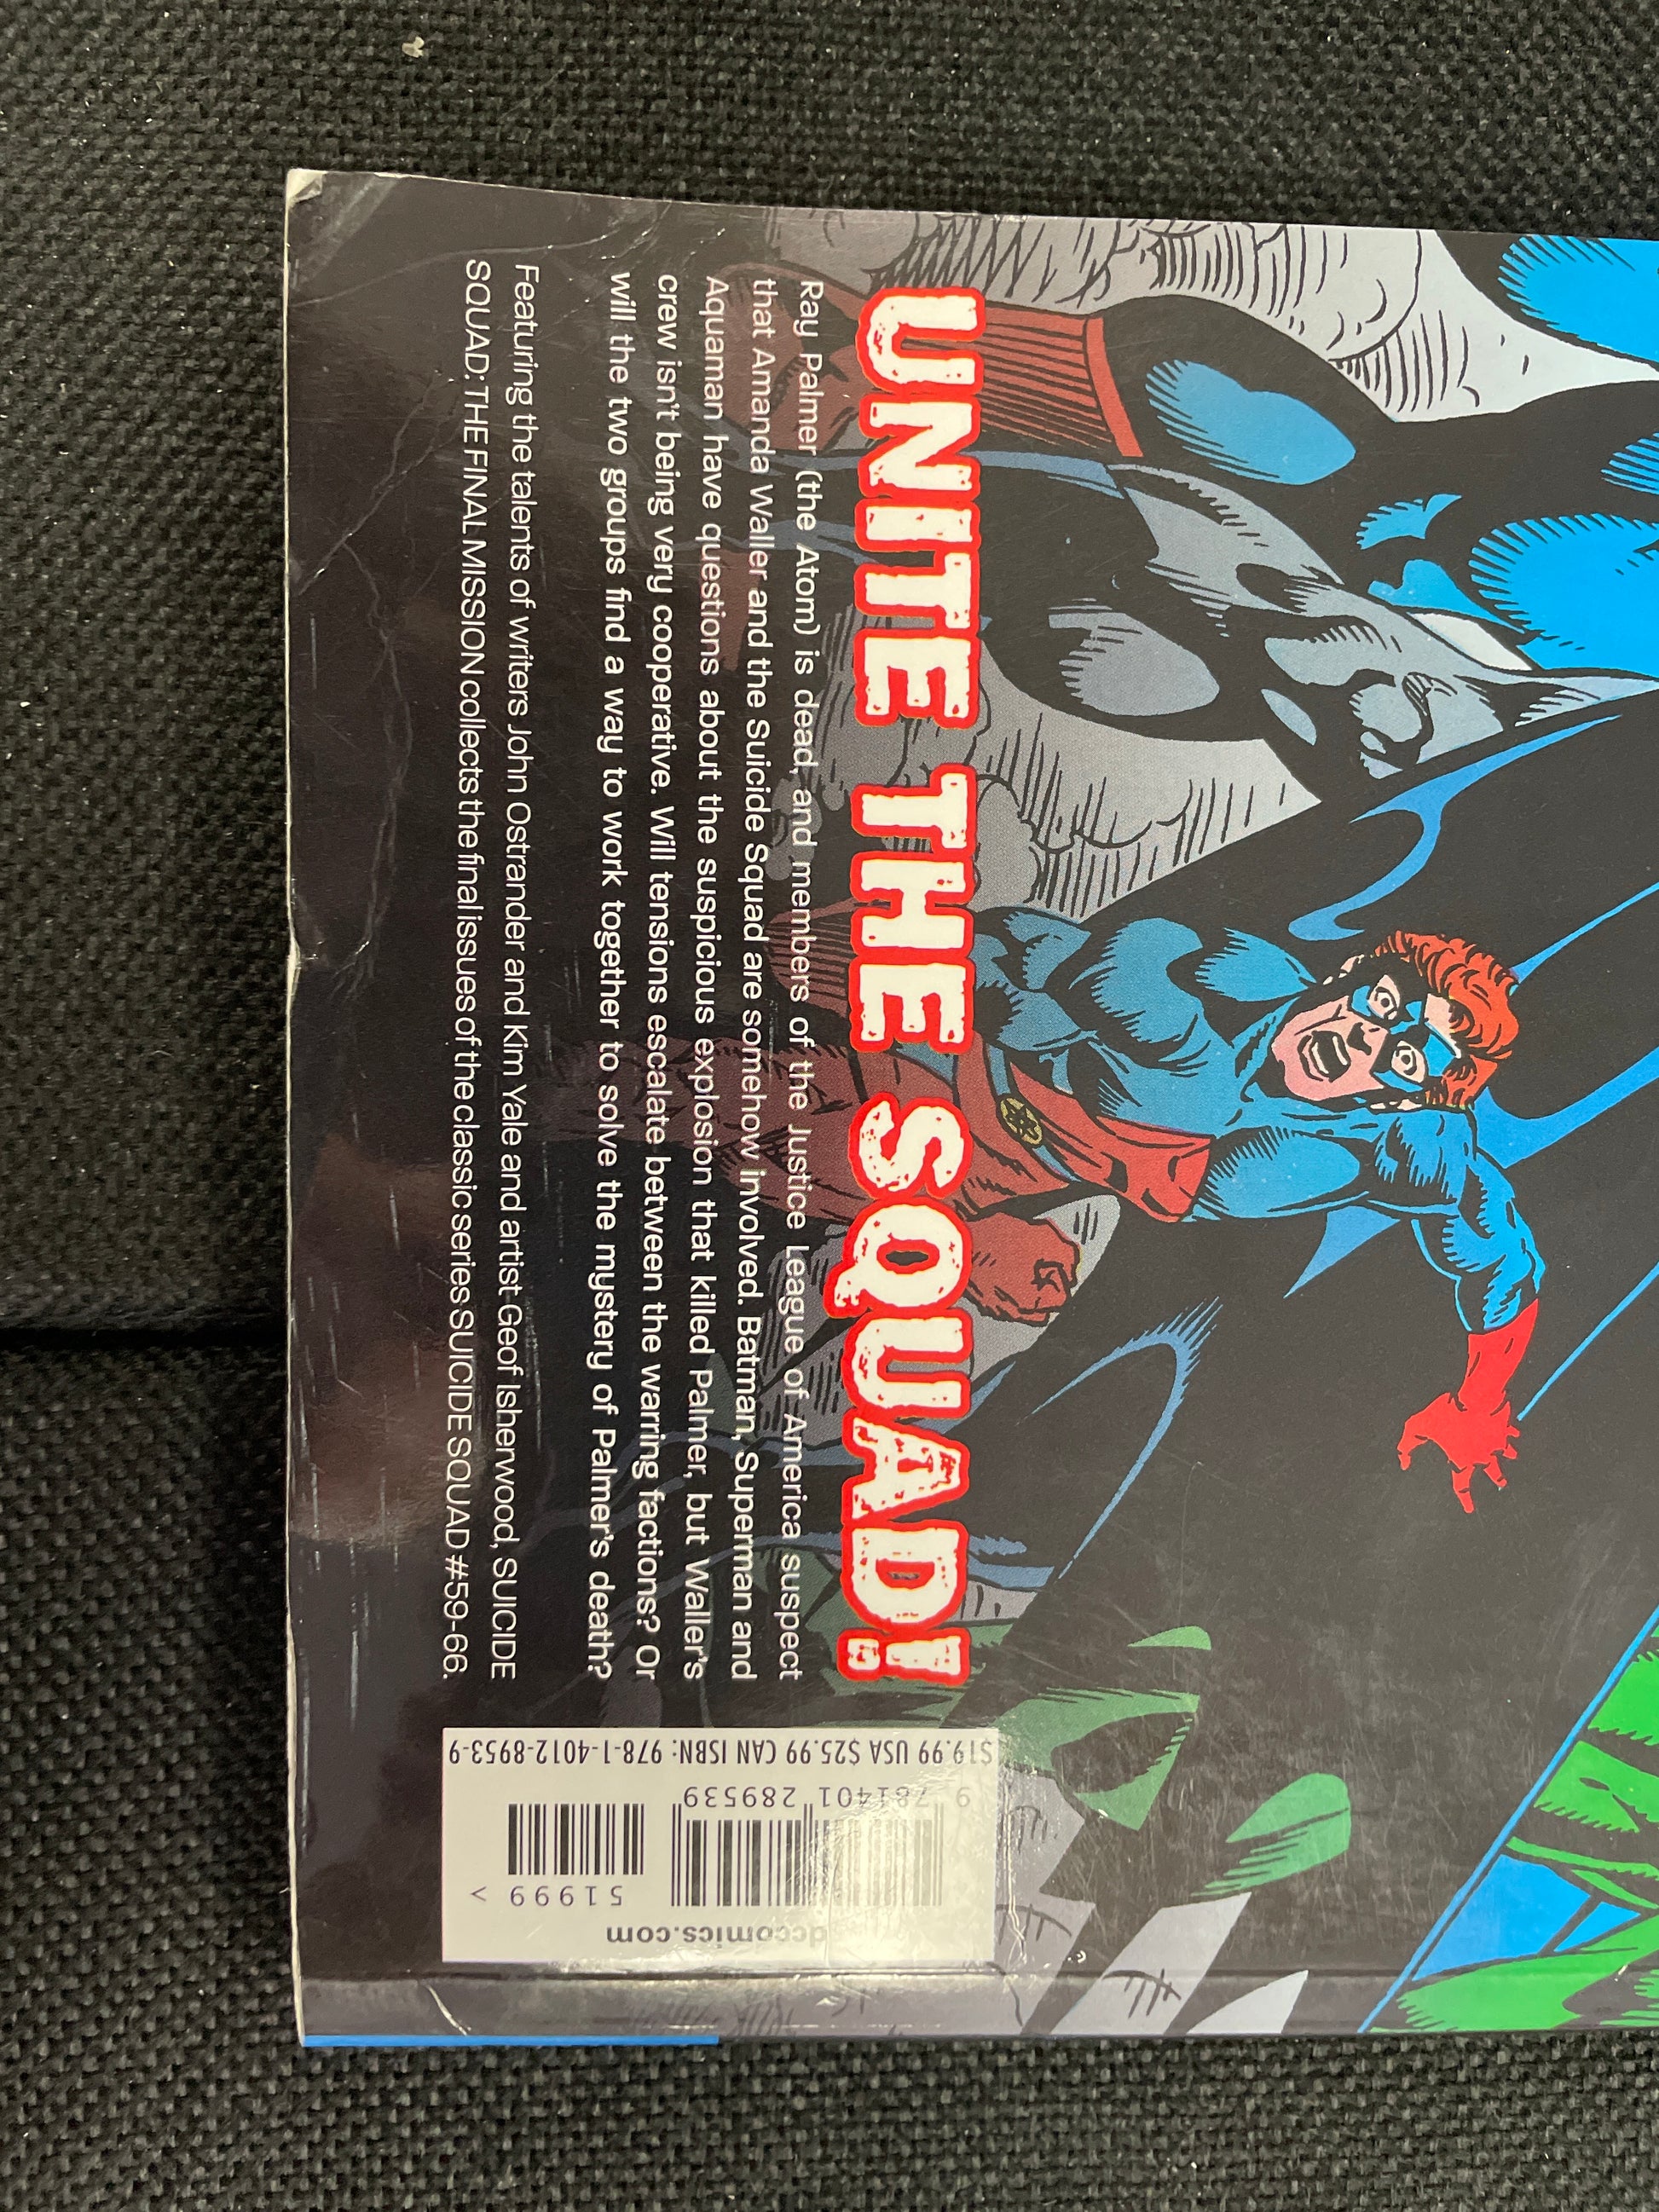 UNITE THE SQUAD!
Ray Palmer (the Atom) is dead, and members of the Justice League of America suspect
that Amanda Waller and the Suicide Squad are somehow involved. Batman, Superman and
Aquaman have questions about the suspicious explosion that killed Palmer, but Waller's
crew isn't being very cooperative. Will tensions escalate between the warring factions? Or
will the two groups find a way to work together to solve the mystery of Palmer's death?
Featuring the talents of writers John Ostrander and Kim Yale and artist Geof Isherwood, SUICIDE
SQUAD: THE FINAL MISSION collects the final issues of the classic series SUICIDE SQUAD #59-66.
$19.99 USA $25.99 CAN ISBN: 978-1-4012-8953-9
9 781401 289539
51999 >
dccomics.com